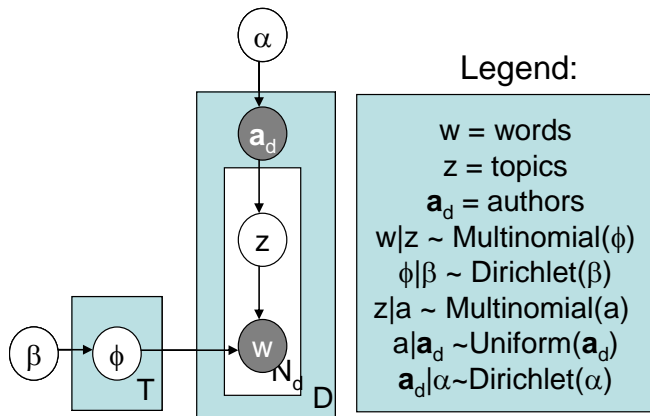 α
Legend:
a_d
w = words
z = topics
a_d = authors
w|z ~ Multinomial(ϕ)
z
ϕ|β ~ Dirichlet(β)
z|a ~ Multinomial(a)
β
ϕ
w
a|a_d ~Uniform(a_d)
N_d
T
D
a_d|α~Dirichlet(α)